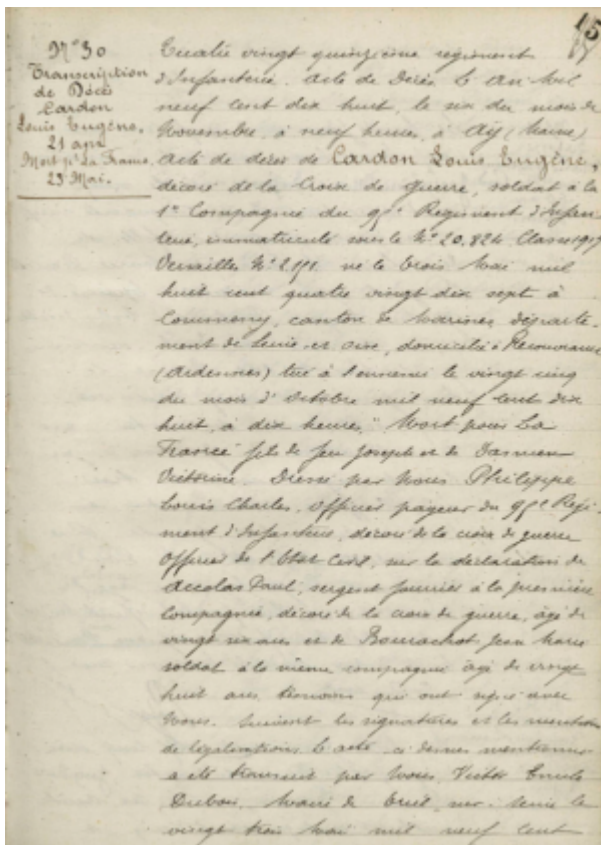 15
N° 30
Transcription
de Décès
Cardon
Louis Eugène,
21 ans
Mort pr La France.
23 Mai.
Quatre vingt quinzième régiment
d'Infanterie. Acte de Décès. L'An Mil
neuf cent dix huit, le six du mois de
Novembre, à neuf heures, à Aÿ (Marne)
Acte de décès de Cardon Louis Eugène,
décoré de la Croix de guerre, soldat à la
1re Compagnie du 95e Régiment d'Infan
terie, immatriculé sous le N° 20.824 Classe 1917
Versailles N° né le trois Mai mil
huit cent quatre vingt dix sept à
Commeny, canton de Marines départe-
ment de Seine et Oise, domicilié à Recouvrance
(Ardennes) tué à l'ennemi le vingt cinq
du mois d'Octobre mil neuf cent dix
huit, à dix heures, "Mort pour La
France" fils de feu Joseph et de
Victorine. Dressé par Nous Philippe
Louis Charles, Officier payeur du 95e Régi-
ment d'Infanterie, décoré de la croix de guerre
Officier de l'Etat Civil, sur la déclaration de
Accolas Paul, sergent fourrier à la première
Compagnie, décoré de la croix de guerre, âgé de
vingt six ans et de Bourachot Jean Marie
soldat à la même compagnie âgé de vingt
huit ans, témoins qui ont signé avec
Nous. Suivent les signatures et les mentions
de légalisations. L'acte ci-dessus mentionné
a été transcrit par Nous, Victor Emile
Dubois, Maire de sur-Seine le
vingt trois Mai mil neuf cent